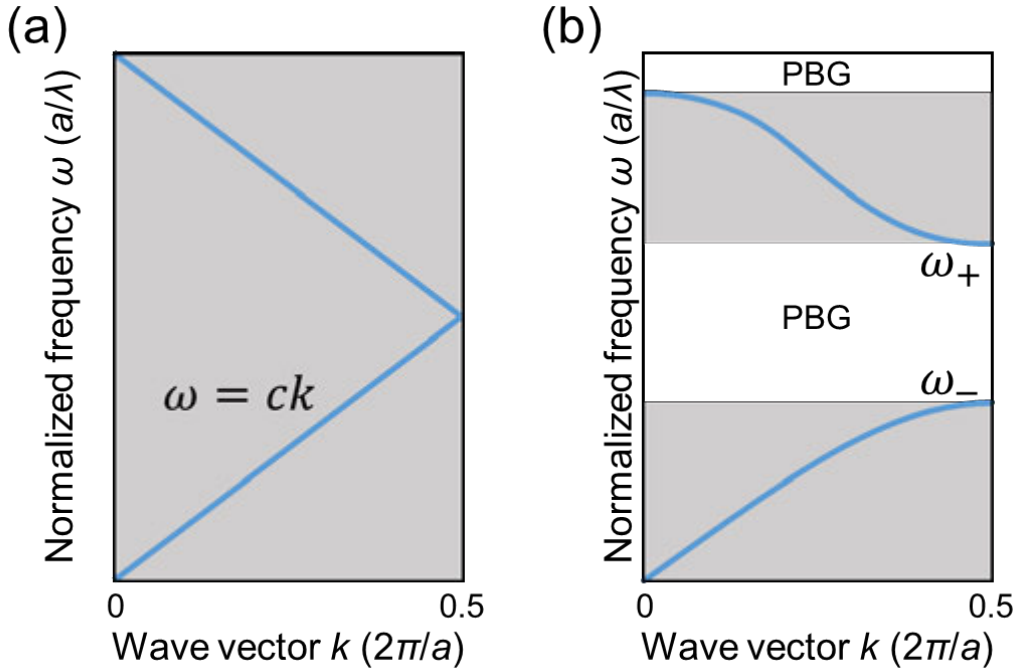 (a)
Normalized frequency ω (a/λ)
ω = ck
0
0.5
Wave vector k (2π/a)
(b)
Normalized frequency ω (a/λ)
PBG
ω₊
PBG
ω₋
0
0.5
Wave vector k (2π/a)